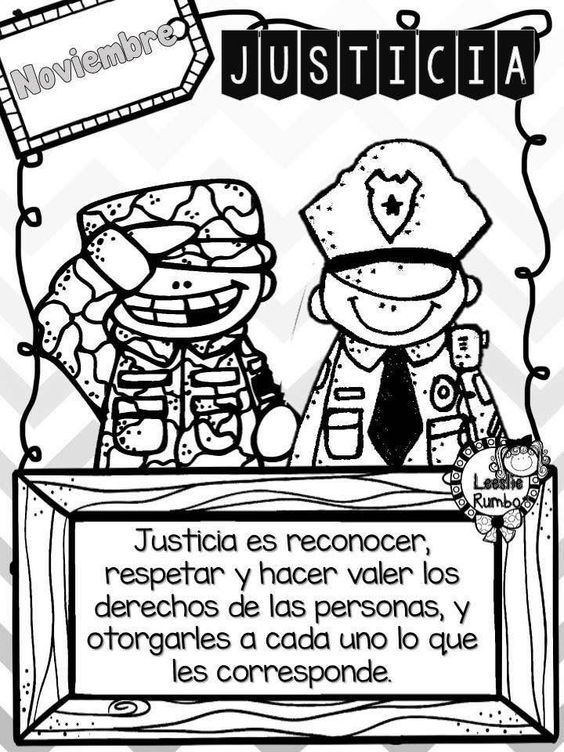 Noviembre
JUSTICIA
Leeslie
Rumbo
Justicia es reconocer,
respetar y hacer valer los
derechos de las personas, y
otorgarles a cada uno lo que
les corresponde.